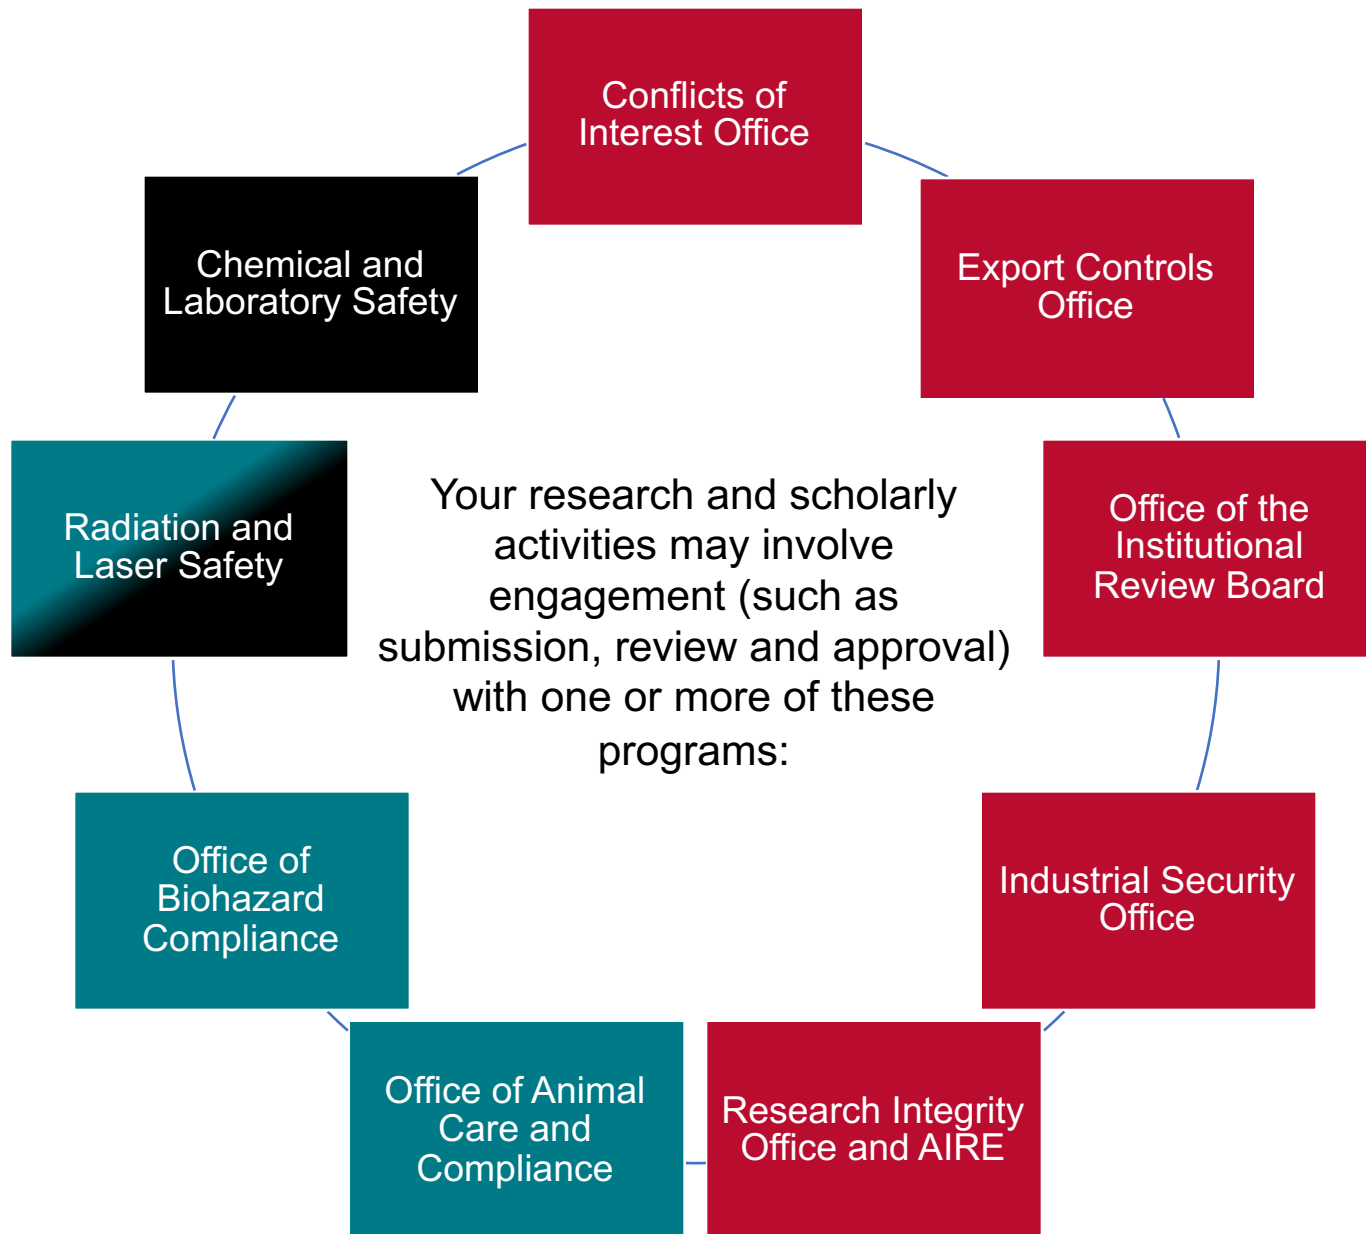 Conflicts of
Interest Office
Export Controls
Office
Office of the
Institutional
Review Board
Industrial Security
Office
Research Integrity
Office and AIRE
Office of Animal
Care and
Compliance
Office of
Biohazard
Compliance
Radiation and
Laser Safety
Chemical and
Laboratory Safety
Your research and scholarly
activities may involve
engagement (such as
submission, review and approval)
with one or more of these
programs: